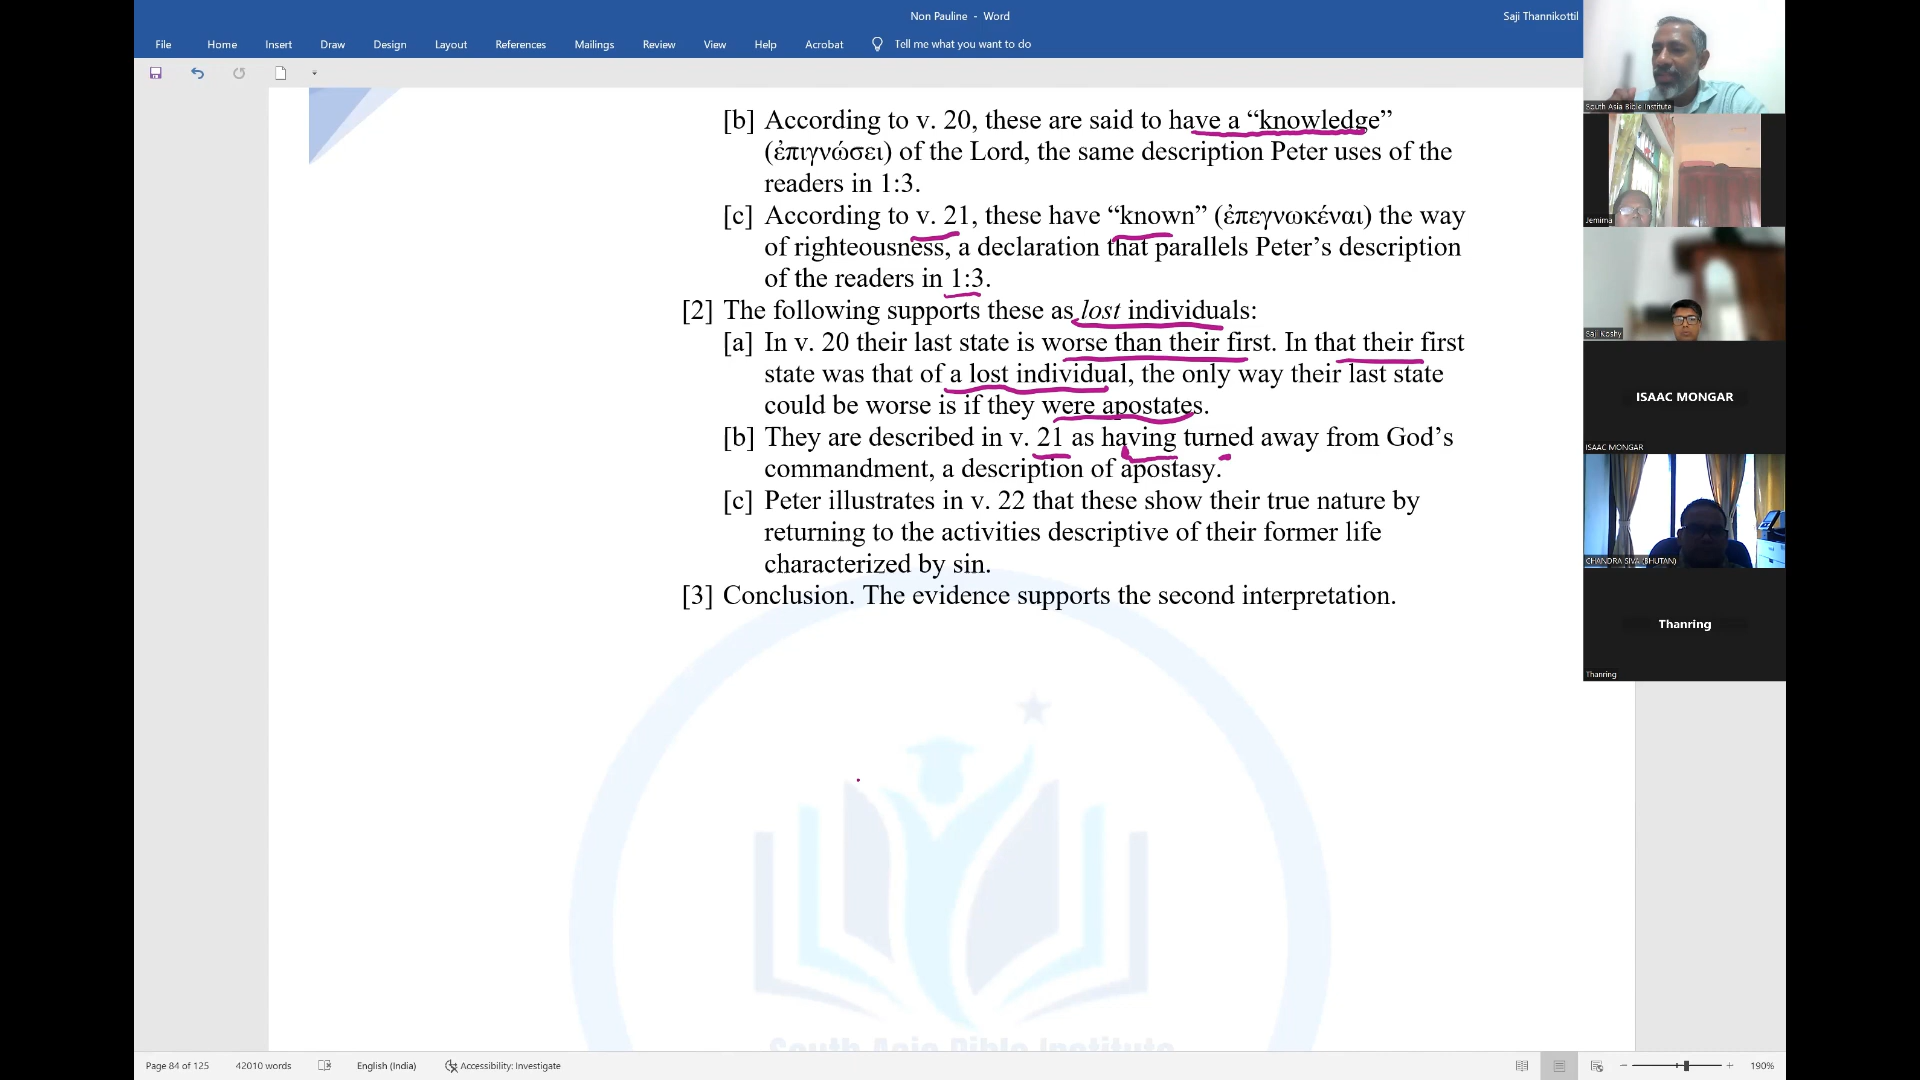 Non Pauline - Word
Saji Thannikottil
File Home Insert Draw Design Layout References Mailings Review View Help Acrobat Tell me what you want to do
[b] According to v. 20, these are said to have a “knowledge”
(ἐπιγνώσει) of the Lord, the same description Peter uses of the
readers in 1:3.
[c] According to v. 21, these have “known” (ἐπεγνωκέναι) the way
of righteousness, a declaration that parallels Peter’s description
of the readers in 1:3.
[2] The following supports these as lost individuals:
[a] In v. 20 their last state is worse than their first. In that their first
state was that of a lost individual, the only way their last state
could be worse is if they were apostates.
[b] They are described in v. 21 as having turned away from God’s
commandment, a description of apostasy.
[c] Peter illustrates in v. 22 that these show their true nature by
returning to the activities descriptive of their former life
characterized by sin.
[3] Conclusion. The evidence supports the second interpretation.
South Asia Bible Institute
South Asia Bible Institute
Jemima
Saji Koshy
ISAAC MONGAR
ISAAC MONGAR
CHANDRA SIVA (BHUTAN)
Thanring
Thanring
Page 84 of 125 42010 words English (India) Accessibility: Investigate 190%